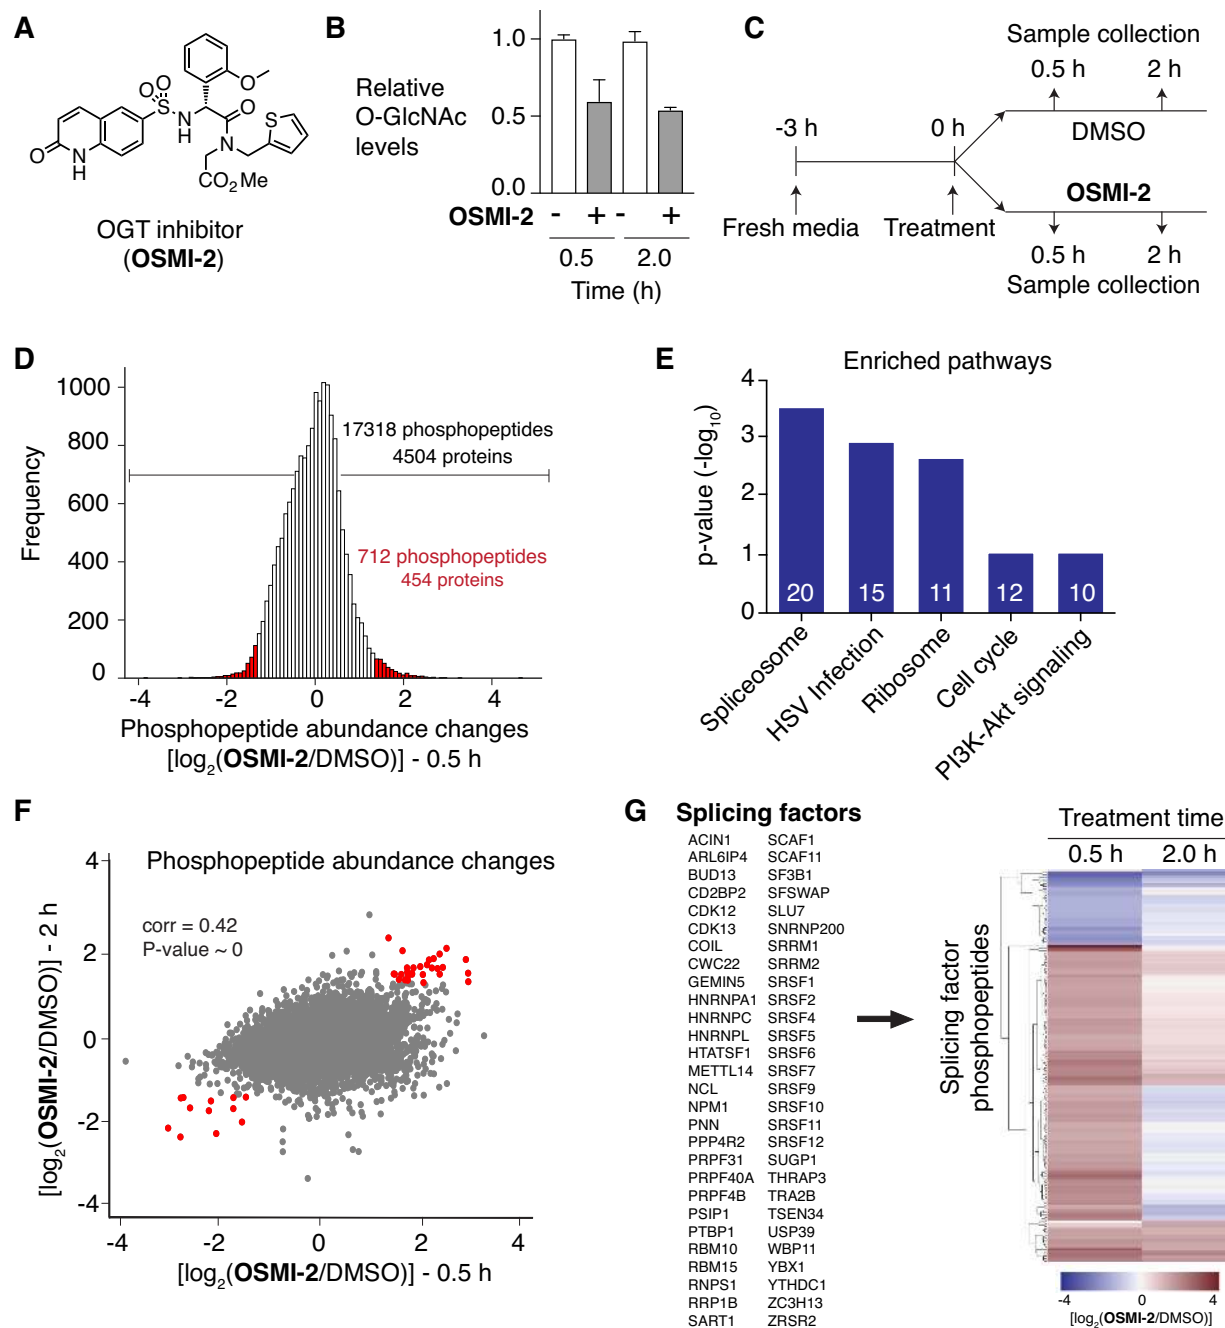 A
O
O
S
O
N
H
O
N
H
O
N
S
CO2Me
OGT inhibitor
(OSMI-2)
B
Relative
O-GlcNAc
levels
1.0
0.5
0.0
OSMI-2 - + - +
0.5 2.0
Time (h)
C
Sample collection
0.5 h 2 h
-3 h 0 h DMSO
OSMI-2
Fresh media Treatment
0.5 h 2 h
Sample collection
D
Frequency
1000
800
600
400
200
0
17318 phosphopeptides
4504 proteins
712 phosphopeptides
454 proteins
-4 -2 0 2 4
Phosphopeptide abundance changes
[log2(OSMI-2/DMSO)] - 0.5 h
E Enriched pathways
p-value (-log10)
4
3
2
1
0
20 15 11 12 10
Spliceosome
HSV Infection
Ribosome
Cell cycle
PI3K-Akt signaling
F
Phosphopeptide abundance changes
corr = 0.42
P-value ~ 0
[log2(OSMI-2/DMSO)] - 2 h
4
2
0
-2
-4
-4 -2 0 2 4
[log2(OSMI-2/DMSO)] - 0.5 h
G Splicing factors
ACIN1 SCAF1
ARL6IP4 SCAF11
BUD13 SF3B1
CD2BP2 SFSWAP
CDK12 SLU7
CDK13 SNRNP200
COIL SRRM1
CWC22 SRRM2
GEMIN5 SRSF1
HNRNPA1 SRSF2
HNRNPC SRSF4
HNRNPL SRSF5
HTATSF1 SRSF6
METTL14 SRSF7
NCL SRSF9
NPM1 SRSF10
PNN SRSF11
PPP4R2 SRSF12
PRPF31 SUGP1
PRPF40A THRAP3
PRPF4B TRA2B
PSIP1 TSEN34
PTBP1 USP39
RBM10 WBP11
RBM15 YBX1
RNPS1 YTHDC1
RRP1B ZC3H13
SART1 ZRSR2
Splicing factor
phosphopeptides
Treatment time
0.5 h 2.0 h
-4 0 4
[log2(OSMI-2/DMSO)]